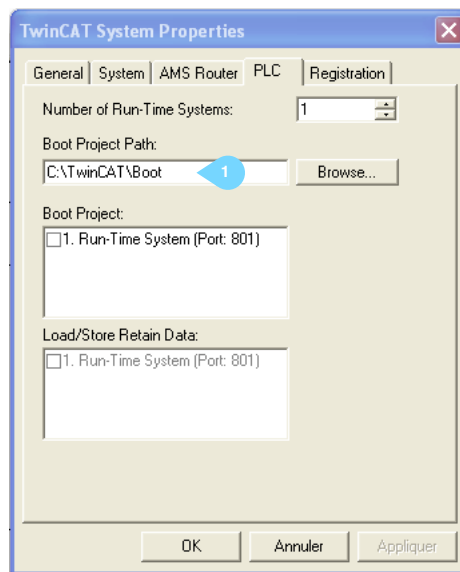 TwinCAT System Properties
General System AMS Router PLC Registration
Number of Run-Time Systems: 1
Boot Project Path:
C:\TwinCAT\Boot 1 Browse...
Boot Project:
1. Run-Time System (Port: 801)
Load/Store Retain Data:
1. Run-Time System (Port: 801)
OK Annuler Appliquer